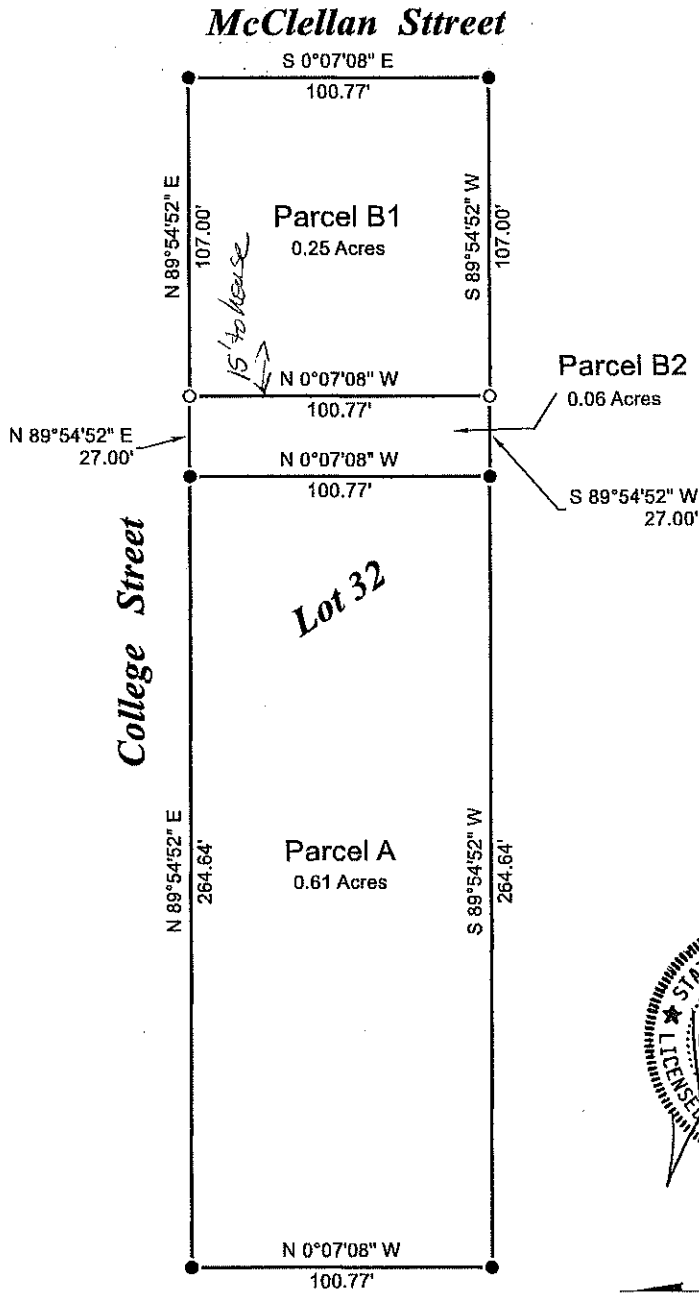 McClellan Sttreet
S 0°07'08" E
100.77'
N 89°54'52" E
107.00'
Parcel B1
0.25 Acres
S 89°54'52" W
107.00'
15' to house
N 0°07'08" W
100.77'
Parcel B2
0.06 Acres
N 89°54'52" E
27.00'
N 0°07'08" W
100.77'
S 89°54'52" W
27.00'
College Street
Lot 32
N 89°54'52" E
264.64'
Parcel A
0.61 Acres
S 89°54'52" W
264.64'
N 0°07'08" W
100.77'